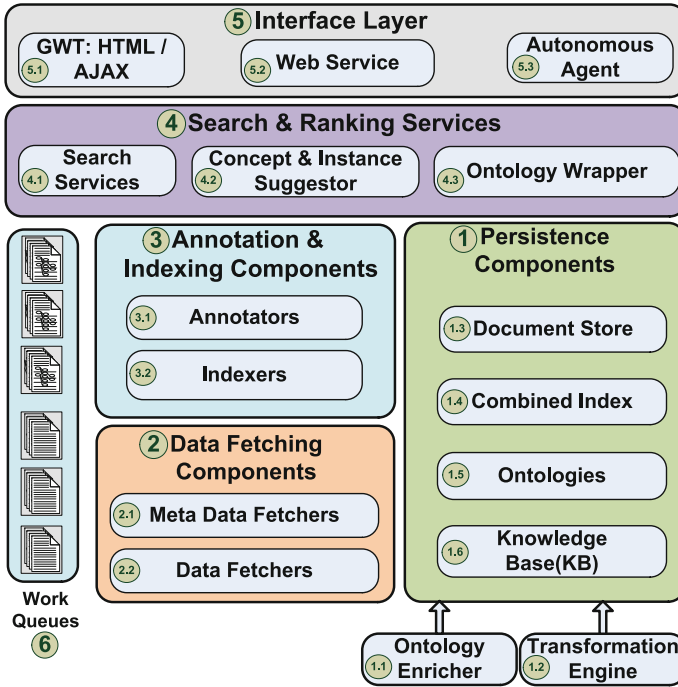 5 Interface Layer
GWT: HTML /
AJAX
5.1
5.2 Web Service
Autonomous
Agent
5.3
4 Search & Ranking Services
Search
Services
4.1
Concept & Instance
Suggestor
4.2
4.3 Ontology Wrapper
3 Annotation &
Indexing Components
3.1 Annotators
3.2 Indexers
2 Data Fetching
Components
2.1 Meta Data Fetchers
2.2 Data Fetchers
1 Persistence
Components
1.3 Document Store
1.4 Combined Index
1.5 Ontologies
1.6 Knowledge
Base(KB)
Work
Queues
6
Ontology
Enricher
1.1
Transformation
Engine
1.2